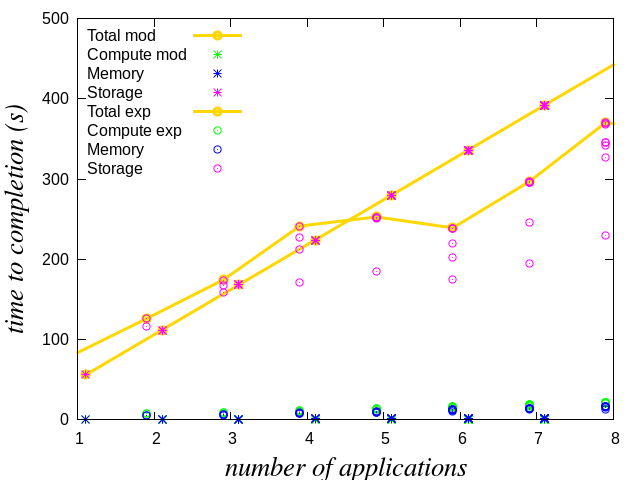 500
400
300
200
100
0
time to completion (s)
Total mod
Compute mod
Memory
Storage
Total exp
Compute exp
Memory
Storage
1 2 3 4 5 6 7 8
number of applications